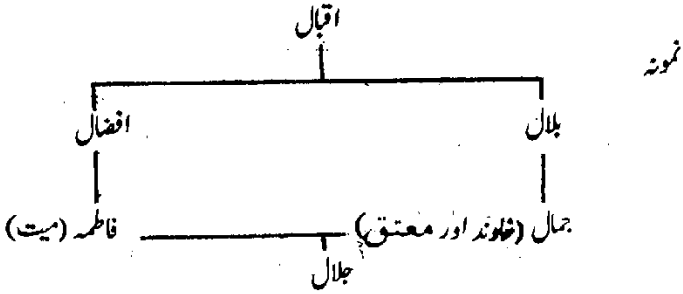 نمونہ
اقبال
بلال افضال
جمال (خاوند اور معتق) فاطمہ (میت)
جلال